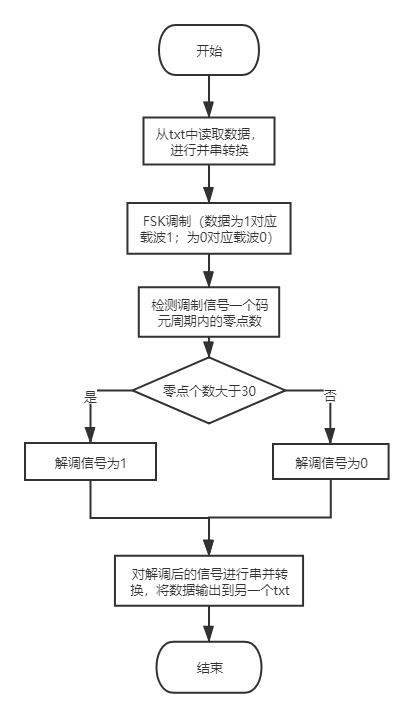 开始
从txt中读取数据，
进行并串转换
FSK调制（数据为1对应
载波1；为0对应载波0）
检测调制信号一个码
元周期内的零点数
零点个数大于30
是
否
解调信号为1
解调信号为0
对解调后的信号进行串并转
换，将数据输出到另一个txt
结束